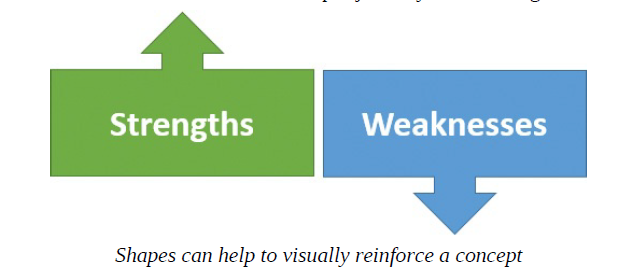 Strengths Weaknesses
Shapes can help to visually reinforce a concept